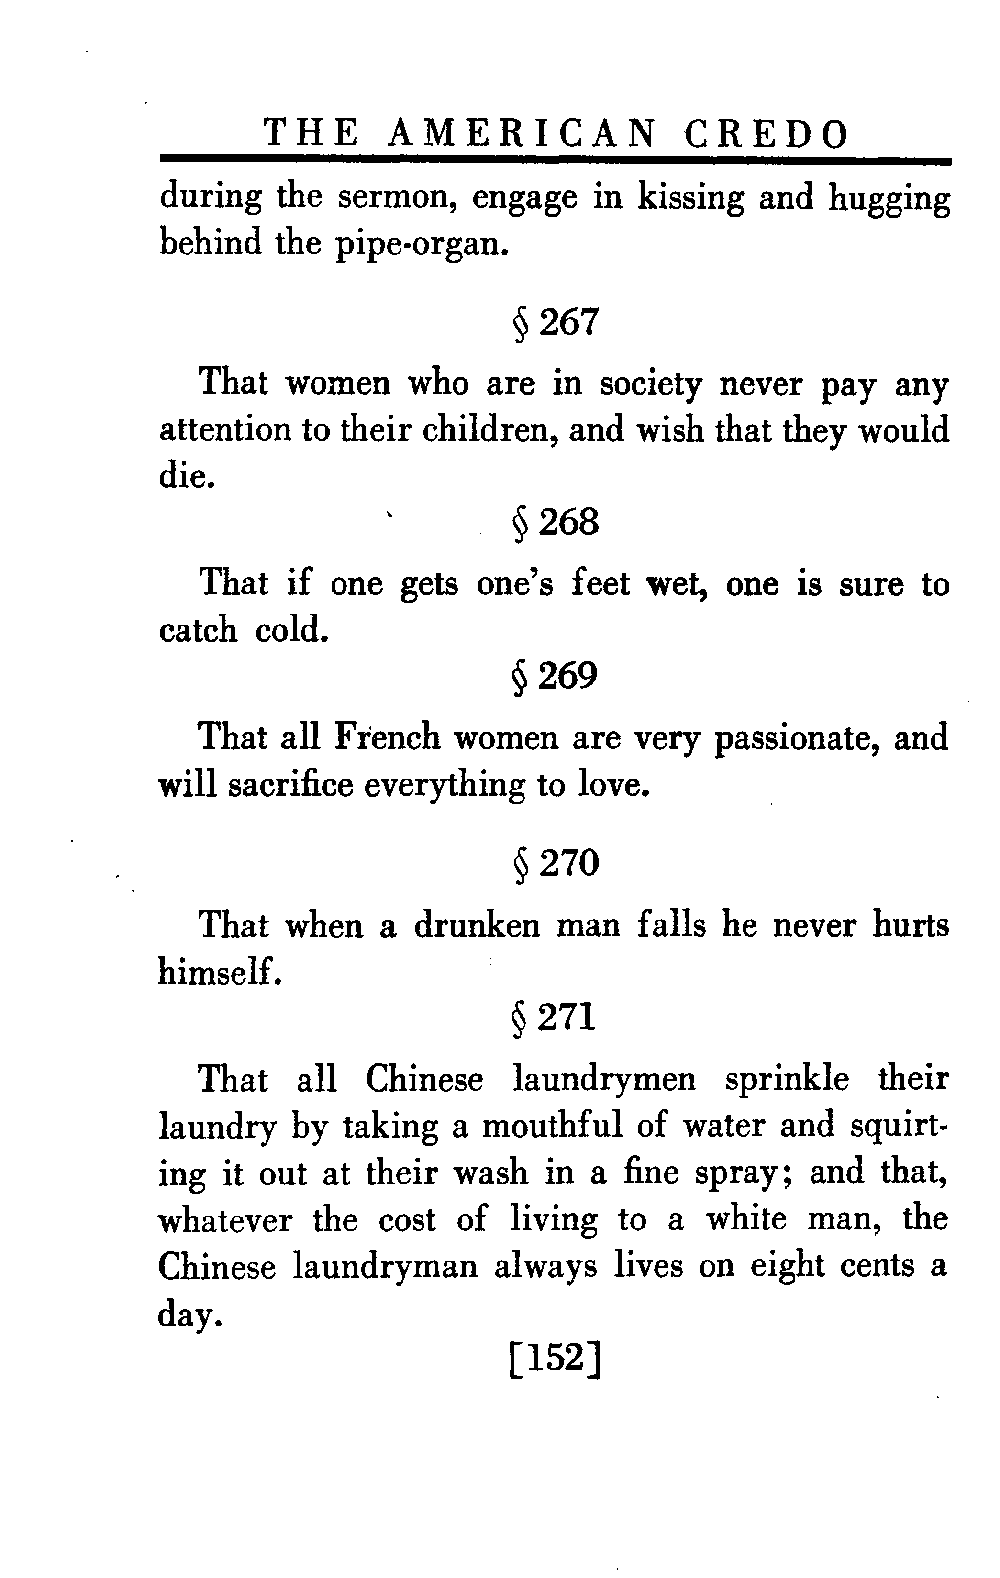 THE AMERICAN CREDO
during the sermon, engage in kissing and hugging
behind the pipe-organ.
§ 267
That women who are in society never pay any
attention to their children, and wish that they would
die.
§ 268
That if one gets one's feet wet, one is sure to
catch cold.
§ 269
That all French women are very passionate, and
will sacrifice everything to love.
§ 270
That when a drunken man falls he never hurts
himself.
§ 271
That all Chinese laundrymen sprinkle their
laundry by taking a mouthful of water and squirt-
ing it out at their wash in a fine spray; and that,
whatever the cost of living to a white man, the
Chinese laundryman always lives on eight cents a
day.
[152]